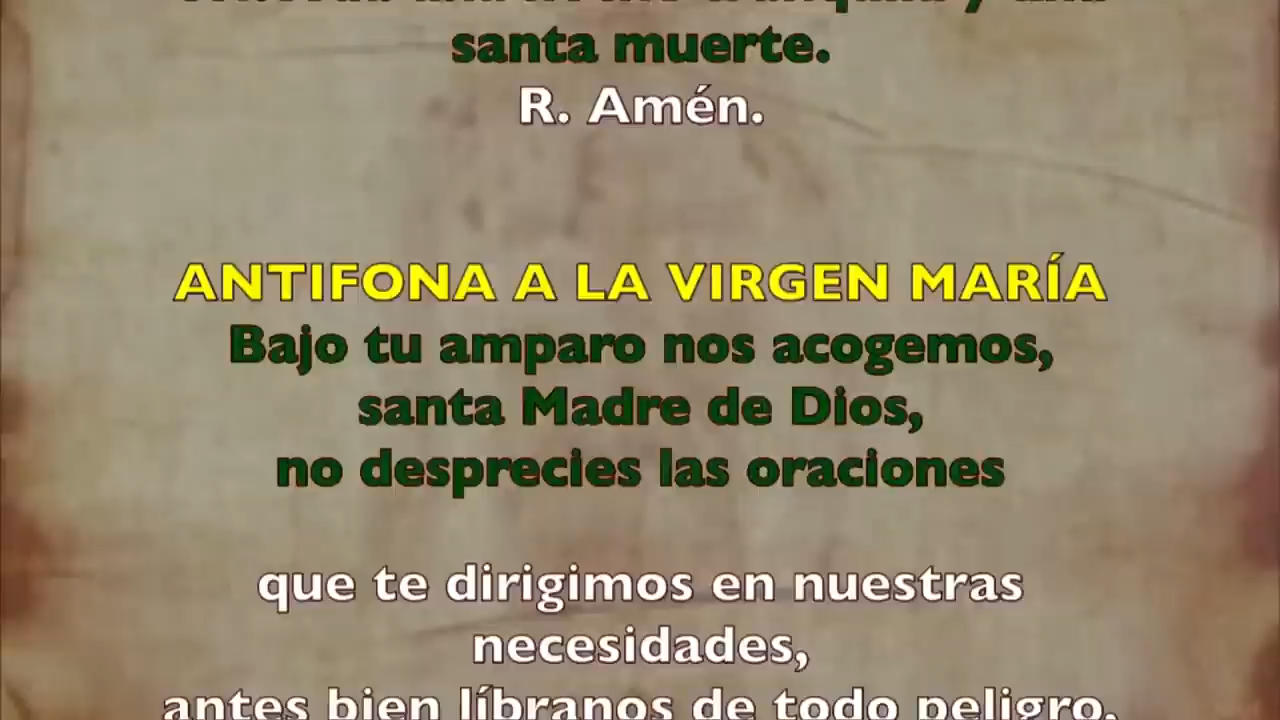 santa muerte.
R. Amén.
ANTIFONA A LA VIRGEN MARÍA
Bajo tu amparo nos acogemos,
santa Madre de Dios,
no desprecies las oraciones
que te dirigimos en nuestras
necesidades,
antes bien líbranos de todo peligro,